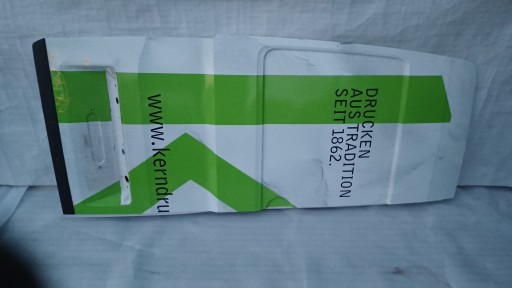 www.kerndru
DRUCKEN
AUS TRADITION
SEIT 1862.